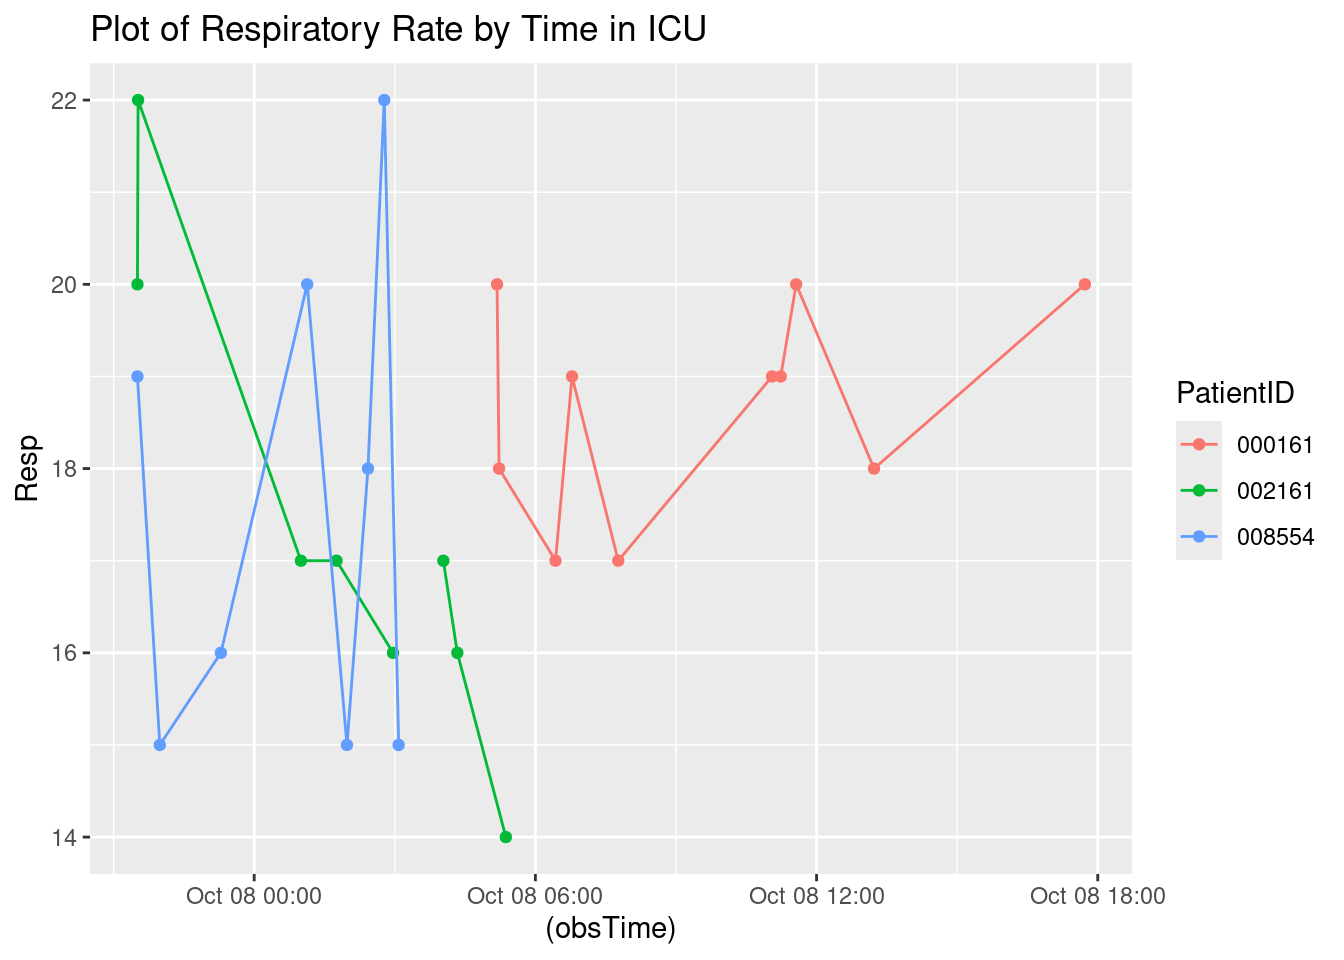 Plot of Respiratory Rate by Time in ICU
22
20
18
16
14
Resp
Oct 08 00:00 Oct 08 06:00 Oct 08 12:00 Oct 08 18:00
(obsTime)
PatientID
000161
002161
008554